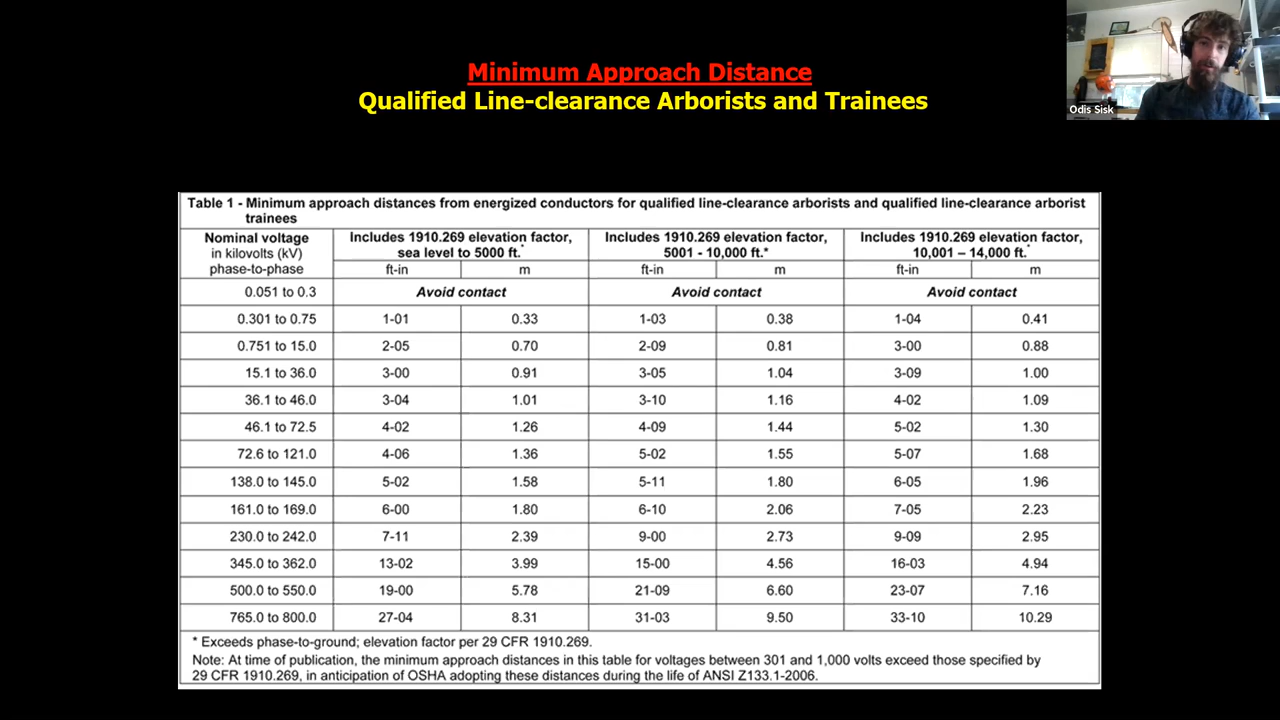 Minimum Approach Distance
Qualified Line-clearance Arborists and Trainees
Odis Sisk
Table 1 - Minimum approach distances from energized conductors for qualified line-clearance arborists and qualified line-clearance arborist
trainees
Nominal voltage in kilovolts (kV) phase-to-phase
Includes 1910.269 elevation factor, sea level to 5000 ft.*
Includes 1910.269 elevation factor, 5001 - 10,000 ft.*
Includes 1910.269 elevation factor, 10,001 – 14,000 ft.*
ft-in m ft-in m ft-in m
0.051 to 0.3 Avoid contact Avoid contact Avoid contact
0.301 to 0.75 1-01 0.33 1-03 0.38 1-04 0.41
0.751 to 15.0 2-05 0.70 2-09 0.81 3-00 0.88
15.1 to 36.0 3-00 0.91 3-05 1.04 3-09 1.00
36.1 to 46.0 3-04 1.01 3-10 1.16 4-02 1.09
46.1 to 72.5 4-02 1.26 4-09 1.44 5-02 1.30
72.6 to 121.0 4-06 1.36 5-02 1.55 5-07 1.68
138.0 to 145.0 5-02 1.58 5-11 1.80 6-05 1.96
161.0 to 169.0 6-00 1.80 6-10 2.06 7-05 2.23
230.0 to 242.0 7-11 2.39 9-00 2.73 9-09 2.95
345.0 to 362.0 13-02 3.99 15-00 4.56 16-03 4.94
500.0 to 550.0 19-00 5.78 21-09 6.60 23-07 7.16
765.0 to 800.0 27-04 8.31 31-03 9.50 33-10 10.29
* Exceeds phase-to-ground; elevation factor per 29 CFR 1910.269.
Note: At time of publication, the minimum approach distances in this table for voltages between 301 and 1,000 volts exceed those specified by
29 CFR 1910.269, in anticipation of OSHA adopting these distances during the life of ANSI Z133.1-2006.